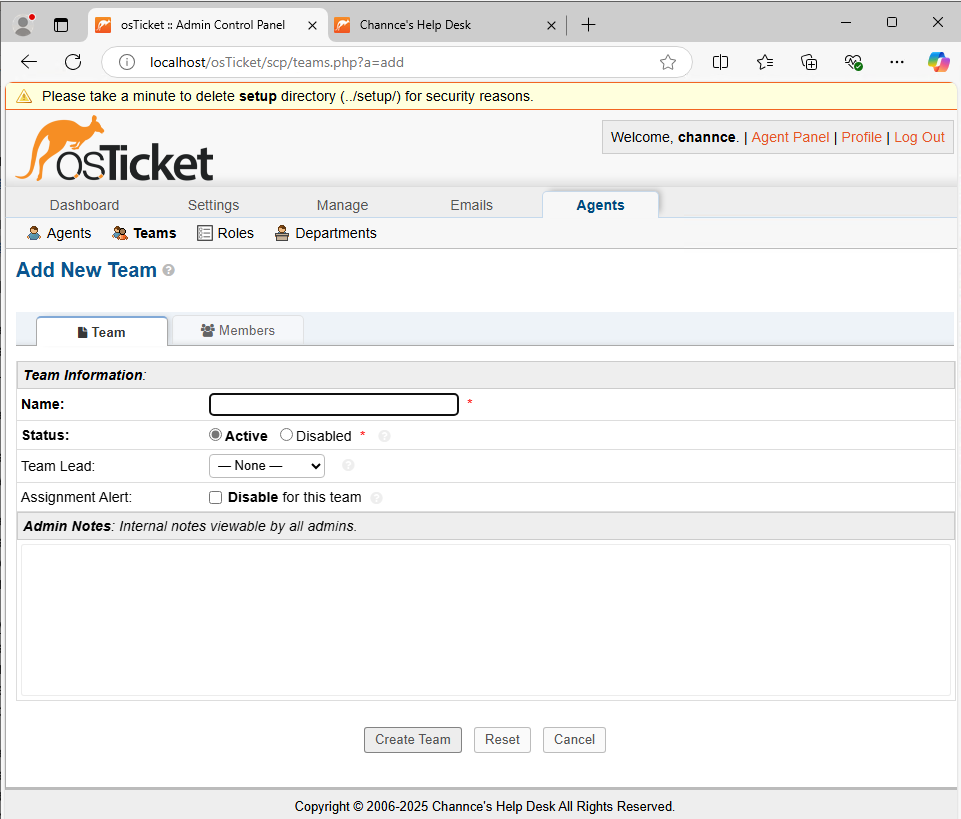 osTicket :: Admin Control Panel
Channce's Help Desk
localhost/osTicket/scp/teams.php?a=add
Please take a minute to delete setup directory (../setup/) for security reasons.
osTicket
Welcome, channce. | Agent Panel | Profile | Log Out
Dashboard Settings Manage Emails Agents
Agents Teams Roles Departments
Add New Team ?
Team Members
Team Information:
Name: *
Status: Active Disabled * ?
Team Lead: — None — ?
Assignment Alert: Disable for this team ?
Admin Notes: Internal notes viewable by all admins.
Create Team Reset Cancel
Copyright © 2006-2025 Channce's Help Desk All Rights Reserved.